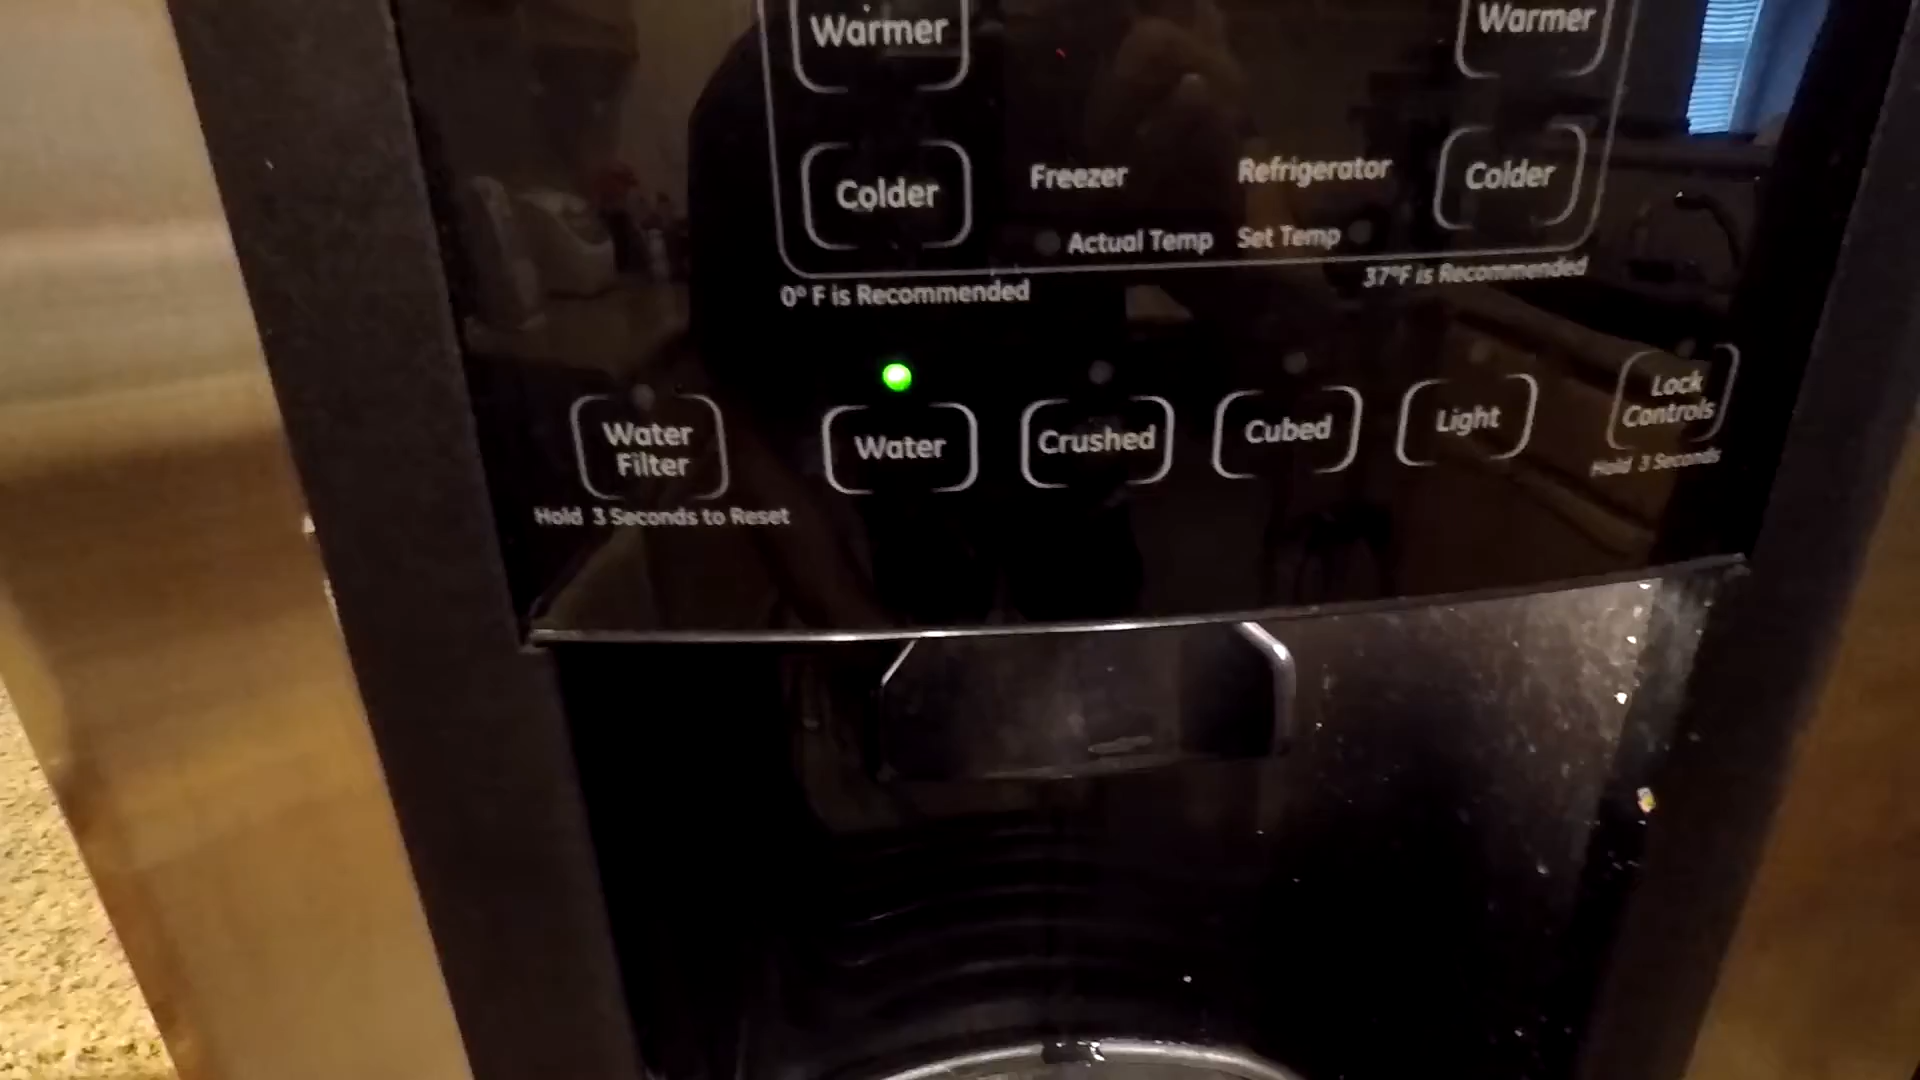 Warmer
Warmer
Colder
Freezer
Refrigerator
Colder
Actual Temp
Set Temp
0° F is Recommended
37°F is Recommended
Water
Filter
Water
Crushed
Cubed
Light
Lock
Controls
Hold 3 Seconds to Reset
Hold 3 Seconds